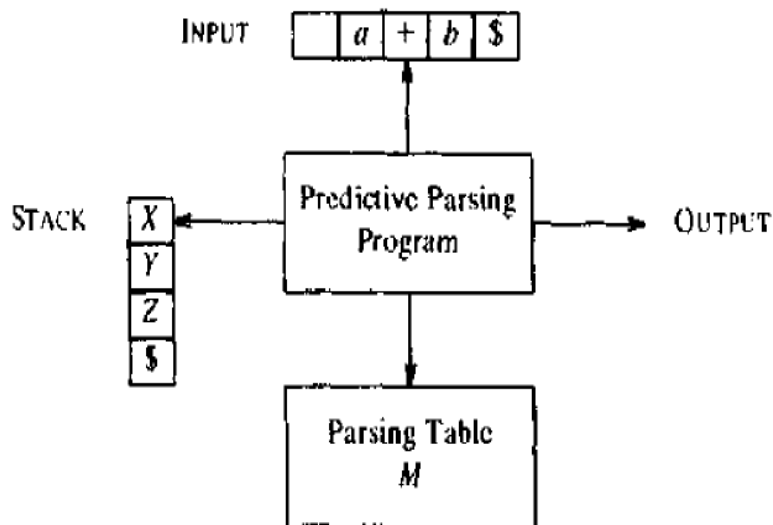 INPUT a + b $
Predictive Parsing
Program
STACK X
Y
Z
$
OUTPUT
Parsing Table
M